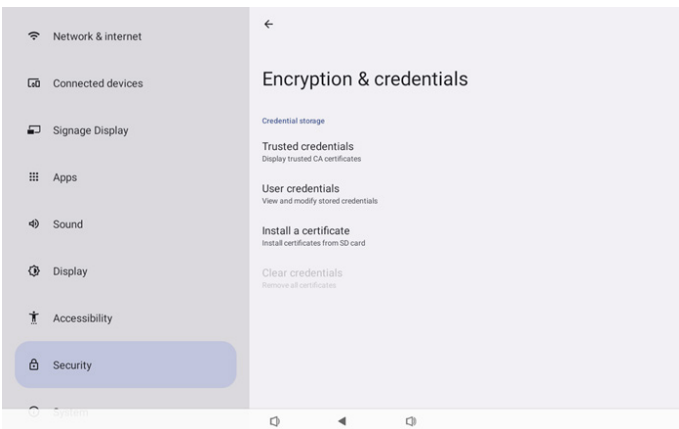 Network & internet
Connected devices
Signage Display
Apps
Sound
Display
Accessibility
Security
System
Encryption & credentials
Credential storage
Trusted credentials
Display trusted CA certificates
User credentials
View and modify stored credentials
Install a certificate
Install certificates from SD card
Clear credentials
Remove all certificates